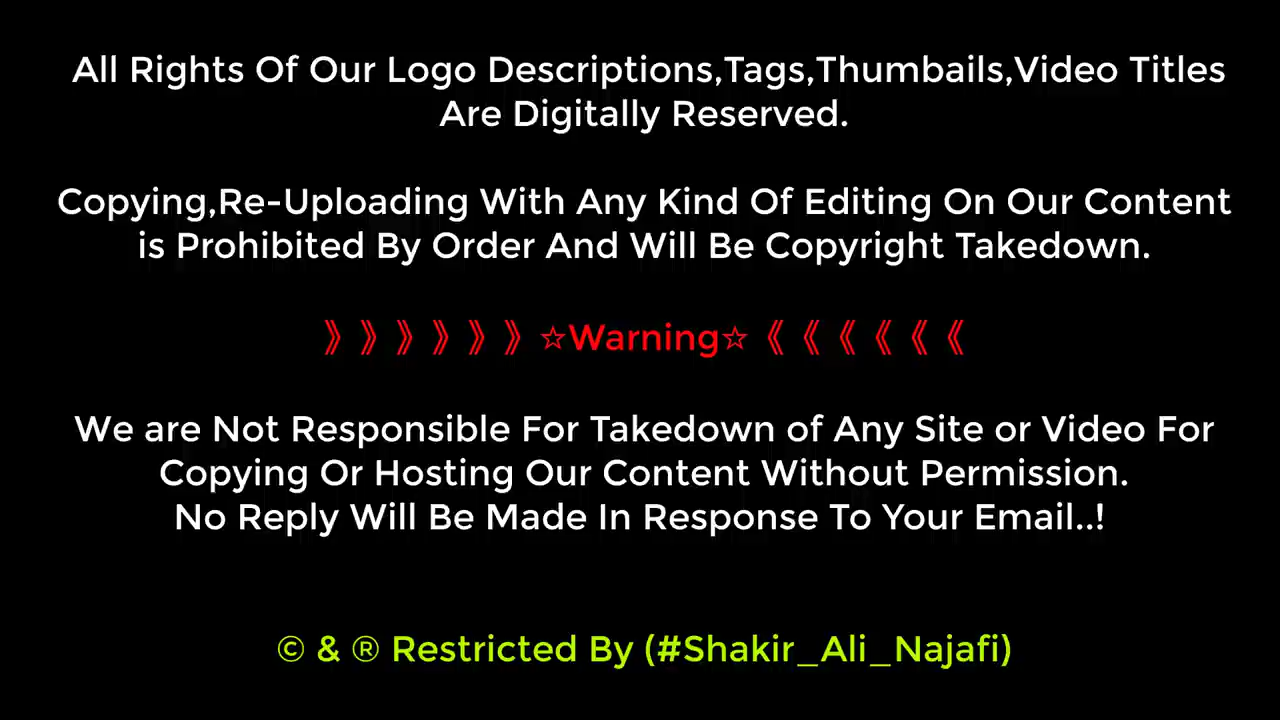 All Rights Of Our Logo Descriptions,Tags,Thumbails,Video Titles
Are Digitally Reserved.
Copying,Re-Uploading With Any Kind Of Editing On Our Content
is Prohibited By Order And Will Be Copyright Takedown.
》》》》》》☆Warning☆《《《《《《
We are Not Responsible For Takedown of Any Site or Video For
Copying Or Hosting Our Content Without Permission.
No Reply Will Be Made In Response To Your Email..!
© & ® Restricted By (#Shakir_Ali_Najafi)